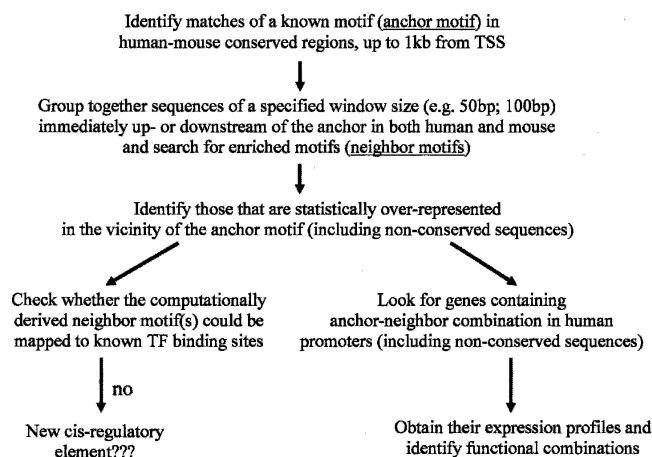 Identify matches of a known motif (anchor motif) in
human-mouse conserved regions, up to 1kb from TSS
Group together sequences of a specified window size (e.g. 50bp; 100bp)
immediately up- or downstream of the anchor in both human and mouse
and search for enriched motifs (neighbor motifs)
Identify those that are statistically over-represented
in the vicinity of the anchor motif (including non-conserved sequences)
Check whether the computationally
derived neighbor motif(s) could be
mapped to known TF binding sites
no
New cis-regulatory
element???
Look for genes containing
anchor-neighbor combination in human
promoters (including non-conserved sequences)
Obtain their expression profiles and
identify functional combinations